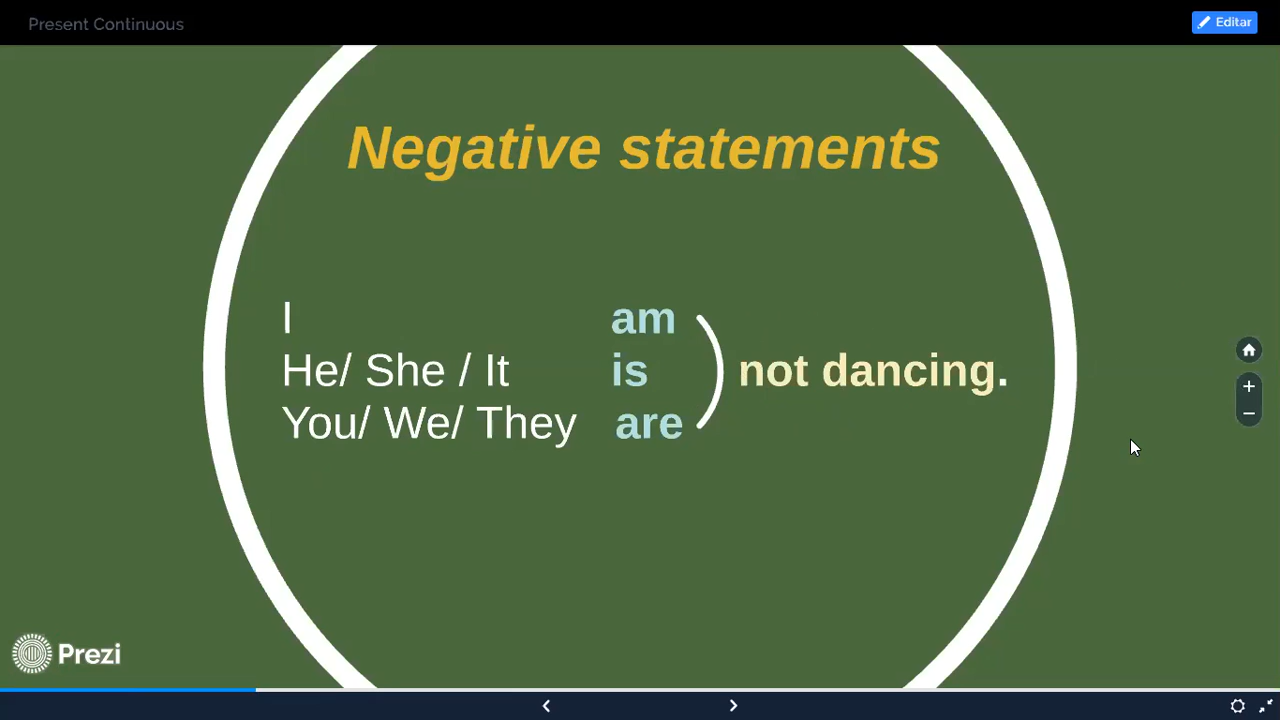 Present Continuous
Editar
Negative statements
I am
He/ She / It is not dancing.
You/ We/ They are
Prezi